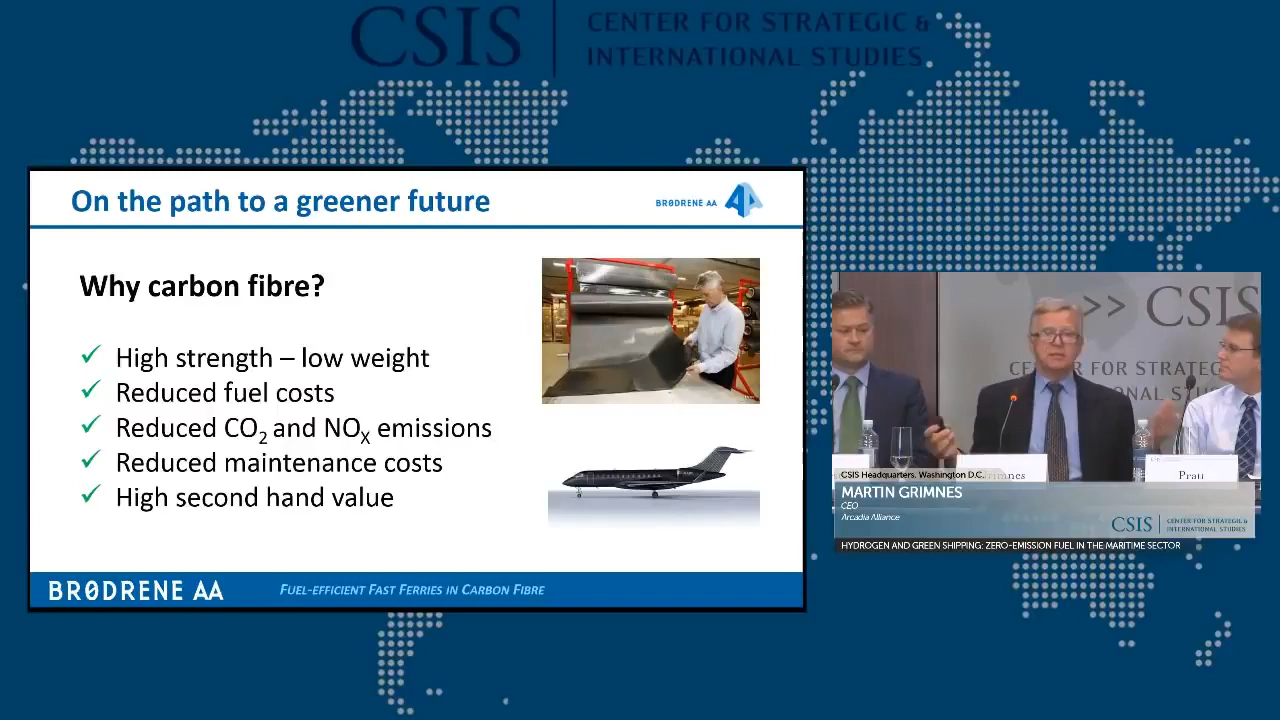 CSIS
CENTER FOR STRATEGIC &
INTERNATIONAL STUDIES
On the path to a greener future
BRØDRENE AA
Why carbon fibre?
✓ High strength – low weight
✓ Reduced fuel costs
✓ Reduced CO2 and NOX emissions
✓ Reduced maintenance costs
✓ High second hand value
BRØDRENE AA
FUEL-EFFICIENT FAST FERRIES IN CARBON FIBRE
>> CSIS
CENTER FOR STRATEG
Grimnes
Pratt
CSIS Headquarters, Washington D.C.
MARTIN GRIMNES
CEO
Arcadia Alliance
CSIS
CENTER FOR STRATEGIC &
INTERNATIONAL STUDIES
HYDROGEN AND GREEN SHIPPING: ZERO-EMISSION FUEL IN THE MARITIME SECTOR